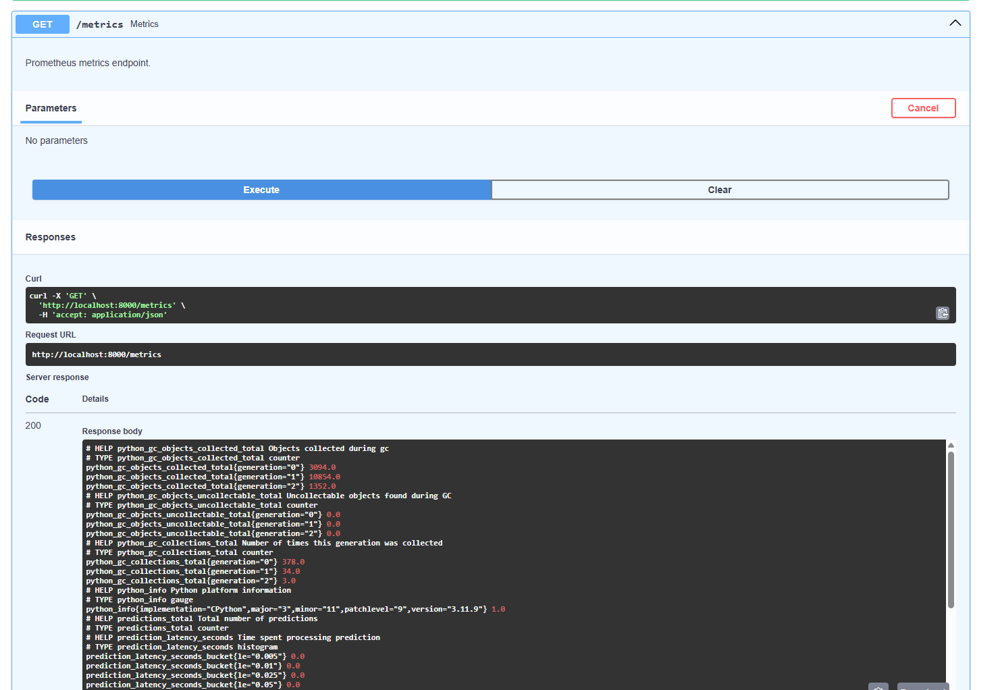 GET /metrics Metrics
Prometheus metrics endpoint.
Parameters
Cancel
No parameters
Execute
Clear
Responses
Curl
curl -X 'GET' \
'http://localhost:8000/metrics' \
-H 'accept: application/json'
Request URL
http://localhost:8000/metrics
Server response
Code Details
200
Response body
# HELP python_gc_objects_collected_total Objects collected during gc
# TYPE python_gc_objects_collected_total counter
python_gc_objects_collected_total{generation="0"} 3094.0
python_gc_objects_collected_total{generation="1"} 10854.0
python_gc_objects_collected_total{generation="2"} 1352.0
# HELP python_gc_objects_uncollectable_total Uncollectable objects found during GC
# TYPE python_gc_objects_uncollectable_total counter
python_gc_objects_uncollectable_total{generation="0"} 0.0
python_gc_objects_uncollectable_total{generation="1"} 0.0
python_gc_objects_uncollectable_total{generation="2"} 0.0
# HELP python_gc_collections_total Number of times this generation was collected
# TYPE python_gc_collections_total counter
python_gc_collections_total{generation="0"} 378.0
python_gc_collections_total{generation="1"} 34.0
python_gc_collections_total{generation="2"} 3.0
# HELP python_info Python platform information
# TYPE python_info gauge
python_info{implementation="CPython",major="3",minor="11",patchlevel="9",version="3.11.9"} 1.0
# HELP predictions_total Total number of predictions
# TYPE predictions_total counter
# HELP prediction_latency_seconds Time spent processing prediction
# TYPE prediction_latency_seconds histogram
prediction_latency_seconds_bucket{le="0.005"} 0.0
prediction_latency_seconds_bucket{le="0.01"} 0.0
prediction_latency_seconds_bucket{le="0.025"} 0.0
prediction_latency_seconds_bucket{le="0.05"} 0.0